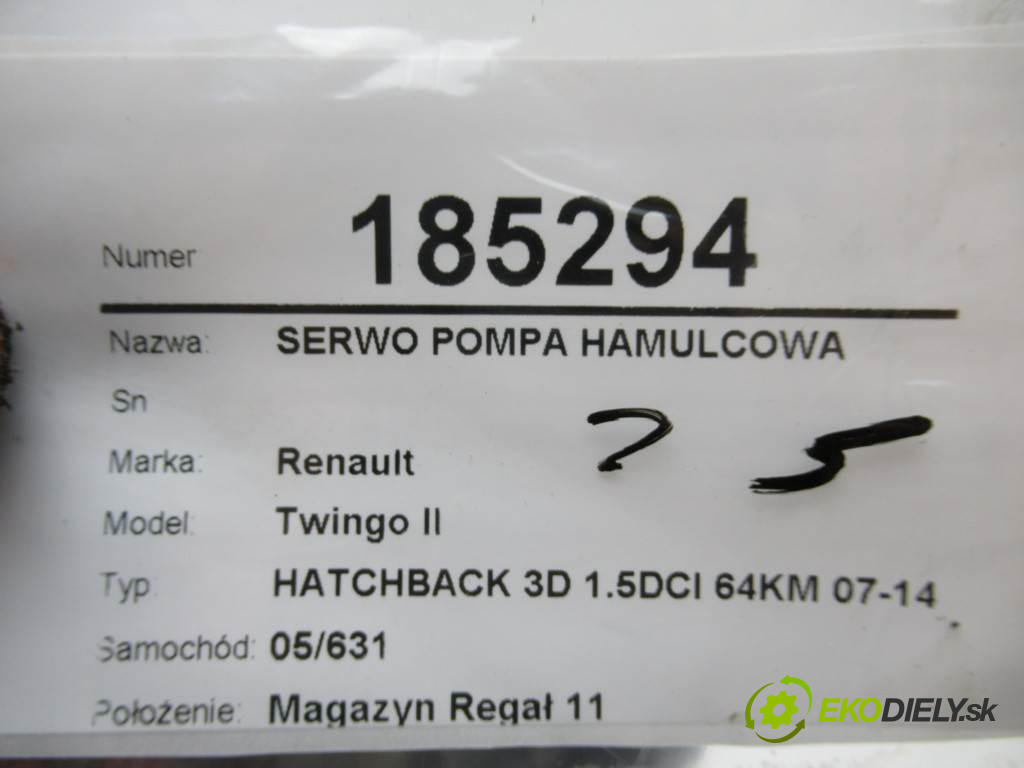 Numer 185294
Nazwa: SERWO POMPA HAMULCOWA
Sn
Marka: Renault
Model: Twingo II
Typ: HATCHBACK 3D 1.5DCI 64KM 07-14
Samochód: 05/631
Położenie: Magazyn Regał 11
EKODIELY.sk